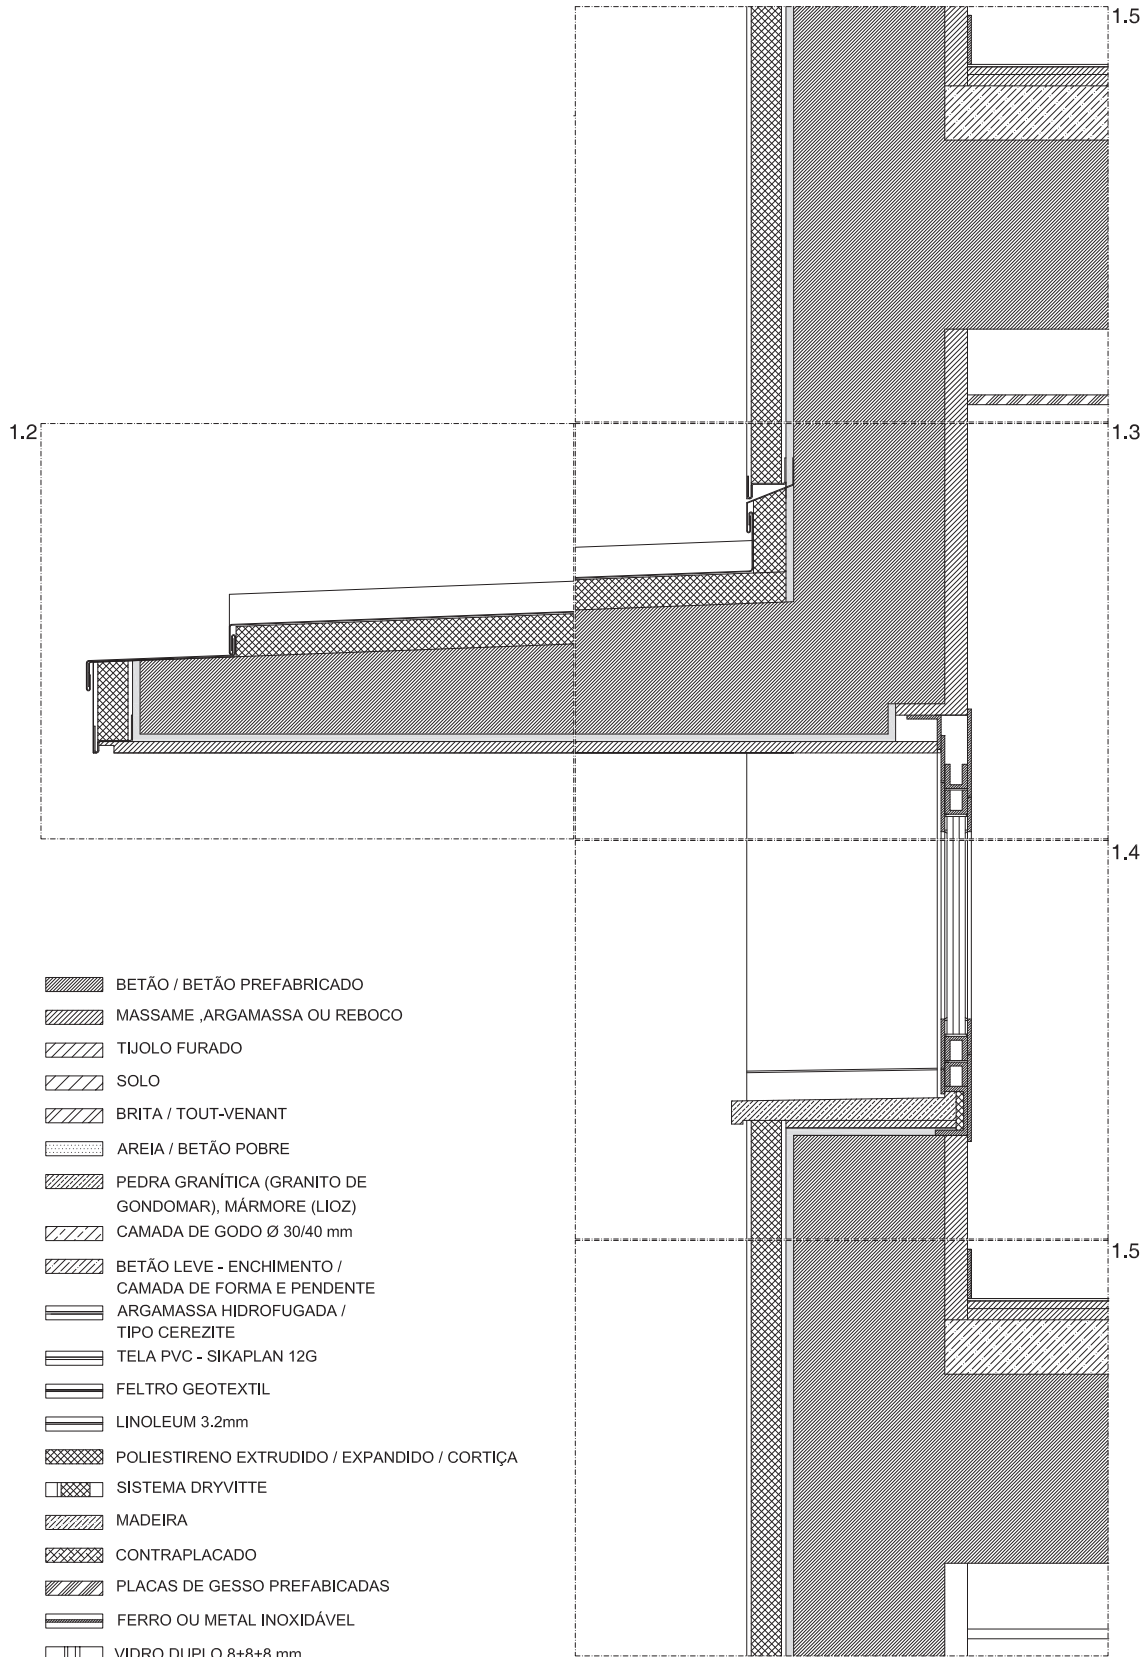 1.5
1.2
1.3
1.4
BETÃO / BETÃO PREFABRICADO
MASSAME ,ARGAMASSA OU REBOCO
TIJOLO FURADO
SOLO
BRITA / TOUT-VENANT
AREIA / BETÃO POBRE
PEDRA GRANÍTICA (GRANITO DE
GONDOMAR), MÁRMORE (LIOZ)
CAMADA DE GODO Ø 30/40 mm
1.5
BETÃO LEVE - ENCHIMENTO /
CAMADA DE FORMA E PENDENTE
ARGAMASSA HIDROFUGADA /
TIPO CEREZITE
TELA PVC - SIKAPLAN 12G
FELTRO GEOTEXTIL
LINOLEUM 3.2mm
POLIESTIRENO EXTRUDIDO / EXPANDIDO / CORTIÇA
SISTEMA DRYVITTE
MADEIRA
CONTRAPLACADO
PLACAS DE GESSO PREFABICADAS
FERRO OU METAL INOXIDÁVEL
VIDRO DUPLO 8+8+8 mm